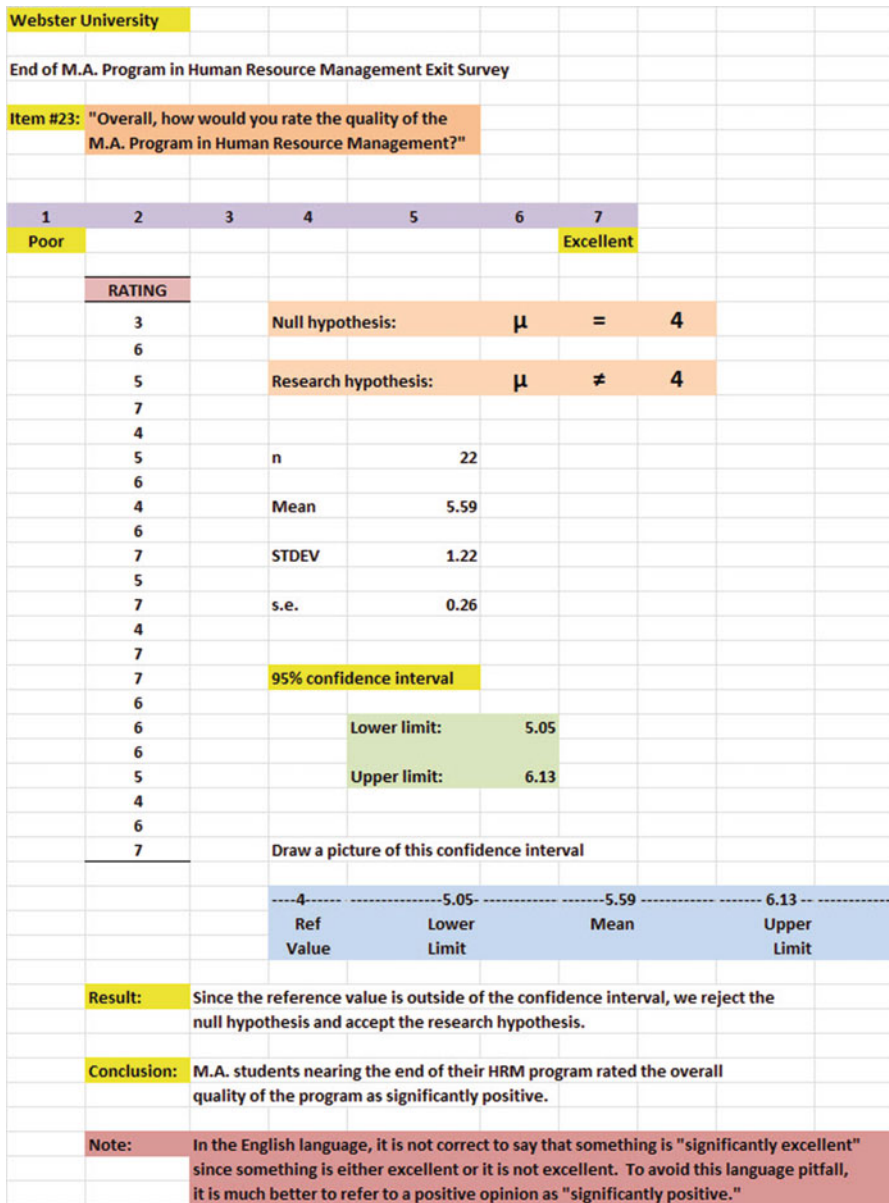 Webster University
End of M.A. Program in Human Resource Management Exit Survey
Item #23: "Overall, how would you rate the quality of the
M.A. Program in Human Resource Management?"
1 2 3 4 5 6 7
Poor Excellent
RATING
3 Null hypothesis: μ = 4
6
5 Research hypothesis: μ ≠ 4
7
4
5 n 22
6
4 Mean 5.59
6
7 STDEV 1.22
5
7 s.e. 0.26
4
7
7 95% confidence interval
6
6 Lower limit: 5.05
6
5 Upper limit: 6.13
4
6
7 Draw a picture of this confidence interval
----4------ ---------------5.05- ------------- -------5.59 ------------ ------- 6.13 -- ------------
Ref Lower Mean Upper
Value Limit Limit
Result: Since the reference value is outside of the confidence interval, we reject the
null hypothesis and accept the research hypothesis.
Conclusion: M.A. students nearing the end of their HRM program rated the overall
quality of the program as significantly positive.
Note: In the English language, it is not correct to say that something is "significantly excellent"
since something is either excellent or it is not excellent. To avoid this language pitfall,
it is much better to refer to a positive opinion as "significantly positive."